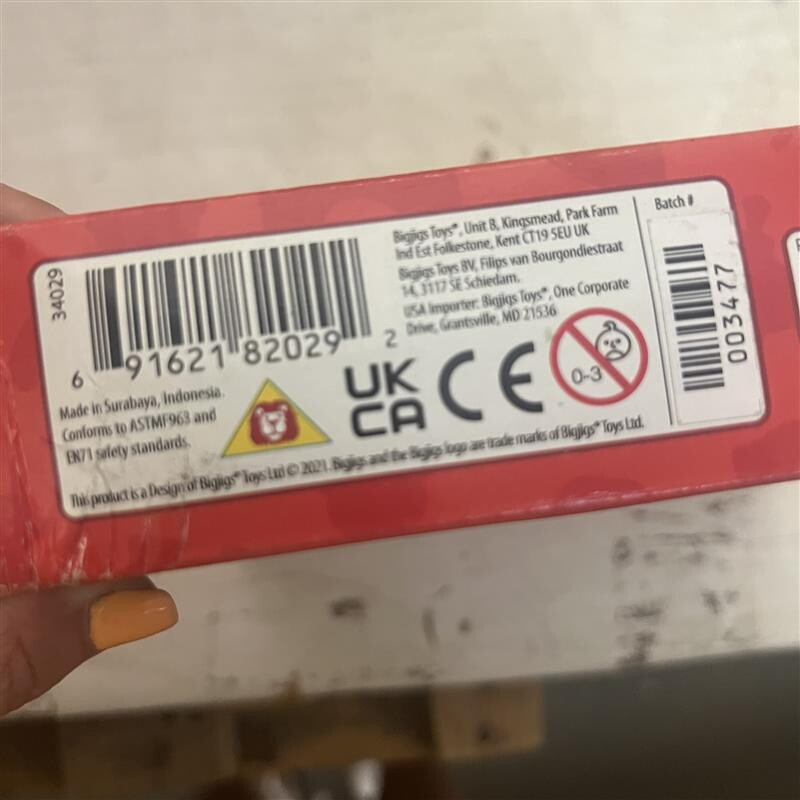 34029
6 91621 82029 2
Bigjigs Toys®, Unit B, Kingsmead, Park Farm
Ind Est Folkestone, Kent CT19 5EU UK
Bigjigs Toys BV, Filips van Bourgondiestraat
14, 3117 SE Schiedam.
USA Importer: Bigjigs Toys®, One Corporate
Drive, Grantsville, MD 21536
Batch #
003477
Made in Surabaya, Indonesia.
Conforms to ASTMF963 and
EN71 safety standards.
UK
CA
CE
0-3
This product is a Design of Bigjigs® Toys Ltd © 2021. Bigjigs and the Bigjigs logo are trade marks of Bigjigs® Toys Ltd.